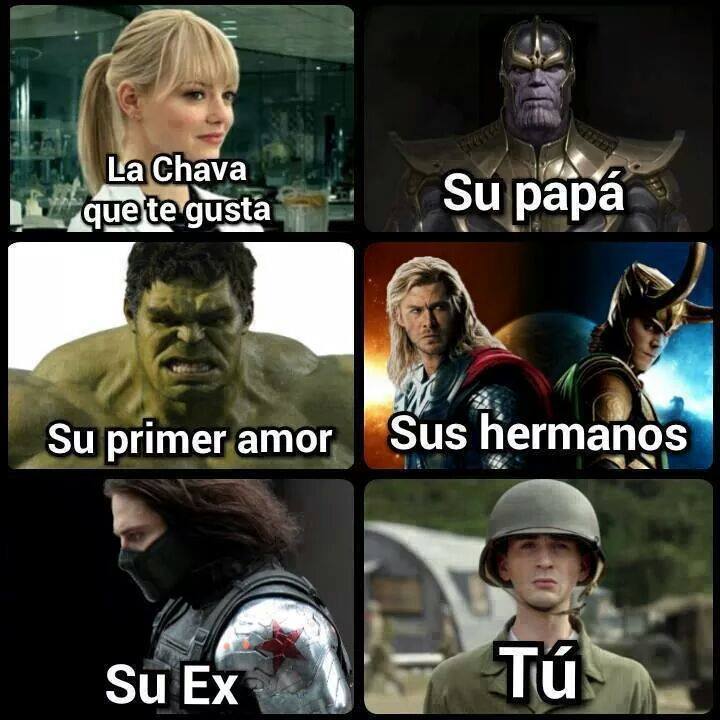 La Chava
que te gusta
Su papá
Su primer amor
Sus hermanos
Su Ex
Tú